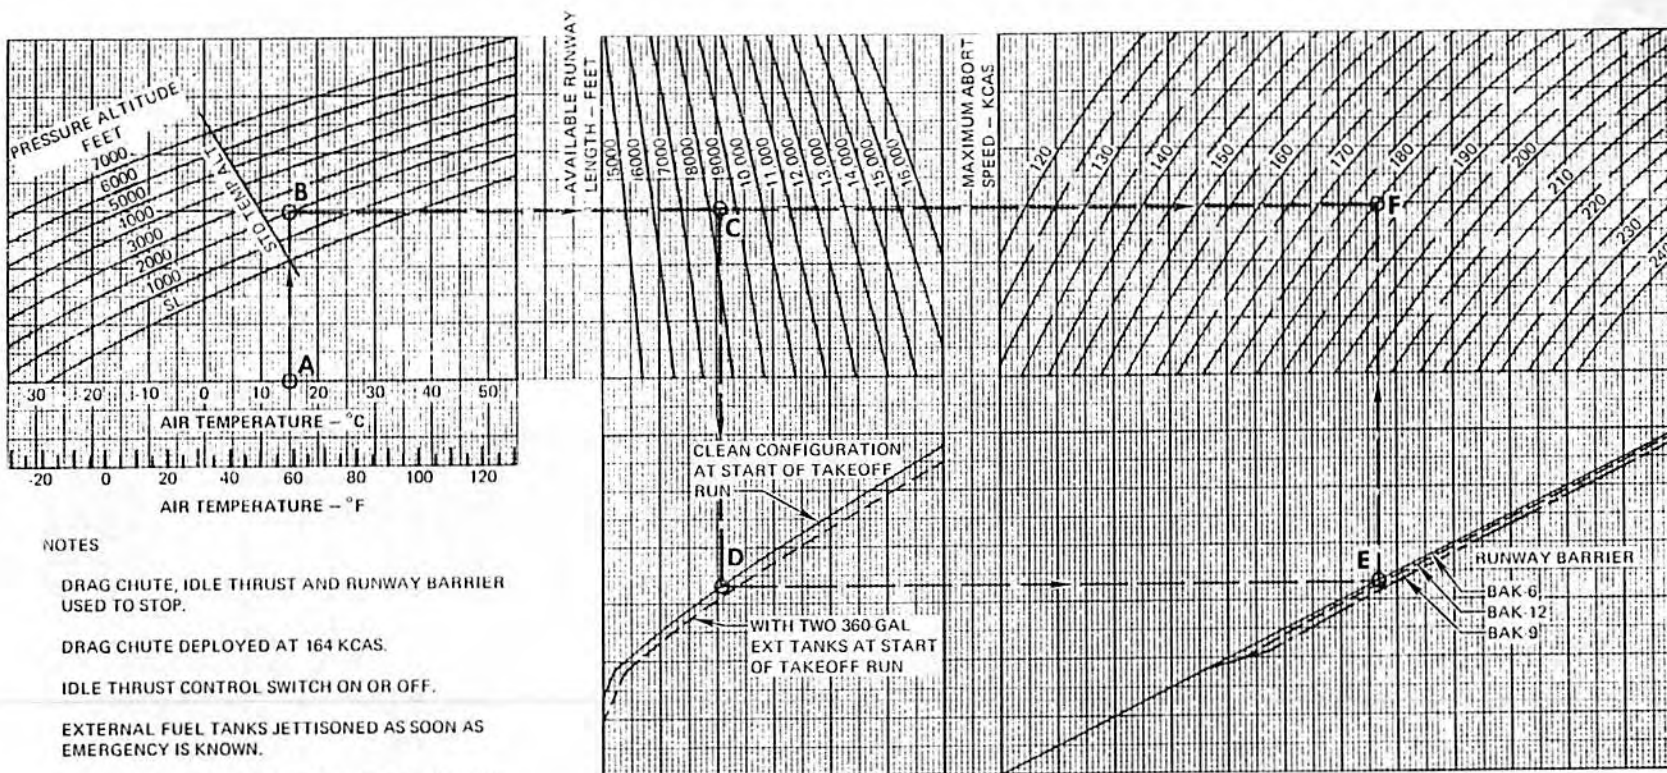 PRESSURE ALTITUDE
FEET
7000
6000
5000
4000
3000
2000
1000
SL
STD TEMP ALT
B
A
30
-20
-10
0
10
20
30
40
50
AIR TEMPERATURE – °C
-20
0
20
40
60
80
100
120
AIR TEMPERATURE – °F
AVAILABLE RUNWAY
LENGTH – FEET
5000
6000
7000
8000
9000
10 000
11 000
12 000
13 000
14 000
15 000
16 000
C
CLEAN CONFIGURATION
AT START OF TAKEOFF
RUN
D
WITH TWO 360 GAL
EXT TANKS AT START
OF TAKEOFF RUN
MAXIMUM ABORT
SPEED – KCAS
120
130
140
150
160
170
180
190
200
210
220
230
240
F
E
RUNWAY BARRIER
BAK-6
BAK-12
BAK-9
NOTES
DRAG CHUTE, IDLE THRUST AND RUNWAY BARRIER
USED TO STOP.
DRAG CHUTE DEPLOYED AT 164 KCAS.
IDLE THRUST CONTROL SWITCH ON OR OFF.
EXTERNAL FUEL TANKS JETTISONED AS SOON AS
EMERGENCY IS KNOWN.